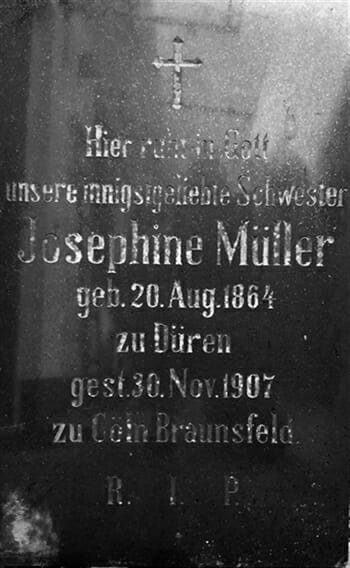 Hier ruht in Gott
unsere innigstgeliebte Schwester
Josephine Müller
geb. 20. Aug. 1864
zu Düren
gest. 30. Nov. 1907
zu Cöln Braunsfeld.
R. I. P.